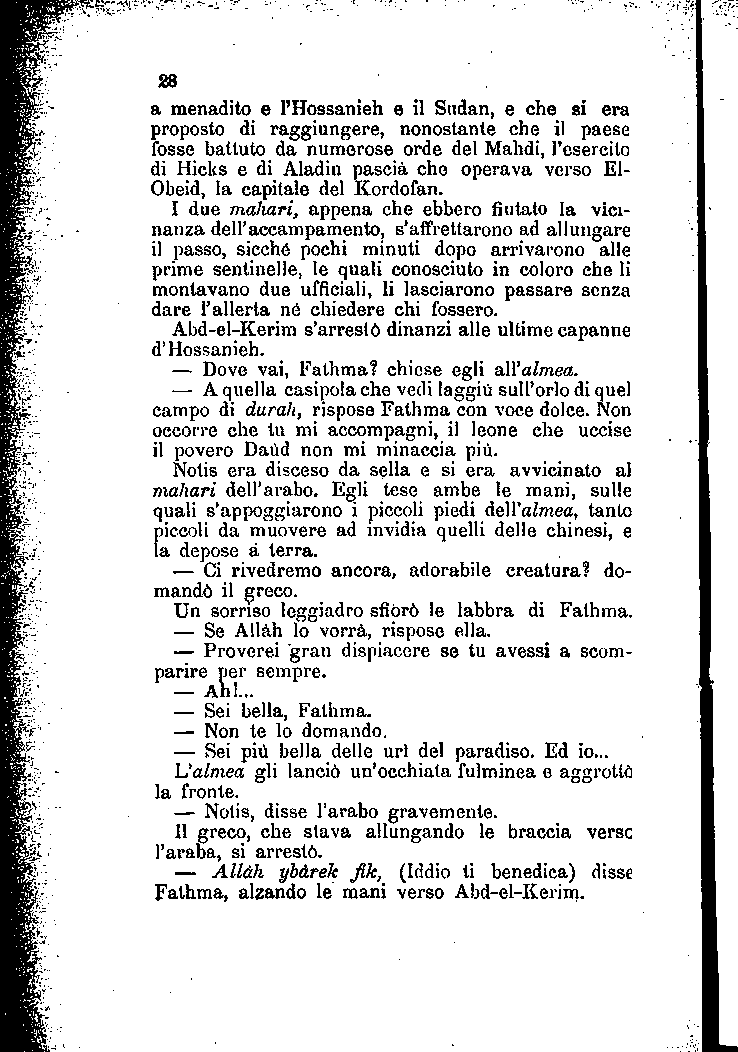 28
a menadito e l'Hossanieh e il Sudan, e che si era
proposto di raggiungere, nonostante che il paese
fosse battuto da numerose orde del Mahdi, l'esercito
di Hicks e di Aladin pascià che operava verso El-
Obeid, la capitale del Kordofan.
I due mahari, appena che ebbero fiutato la vici-
nanza dell'accampamento, s'affrettarono ad allungare
il passo, sicché pochi minuti dopo arrivarono alle
prime sentinelle, le quali conosciuto in coloro che li
montavano due ufficiali, li lasciarono passare senza
dare l'allerta né chiedere chi fossero.
Abd-el-Kerim s'arrestò dinanzi alle ultime capanne
d'Hossanieh.
— Dove vai, Fathma? chiese egli all'almea.
— A quella casipola che vedi laggiù sull'orlo di quel
campo di durah, rispose Fathma con voce dolce. Non
occorre che tu mi accompagni, il leone che uccise
il povero Daùd non mi minaccia più.
Notis era disceso da sella e si era avvicinato al
mahari dell'arabo. Egli tese ambe le mani, sulle
quali s'appoggiarono i piccoli piedi dell'almea, tanto
piccoli da muovere ad invidia quelli delle chinesi, e
la depose á terra.
— Ci rivedremo ancora, adorabile creatura? do-
mandò il greco.
Un sorriso leggiadro sfiorò le labbra di Fathma.
— Se Allàh lo vorrà, rispose ella.
— Proverei gran dispiacere se tu avessi a scom-
parire per sempre.
— Ah!...
— Sei bella, Fathma.
— Non te lo domando.
— Sei più bella delle urì del paradiso. Ed io...
L'almea gli lanciò un'occhiata fulminea e aggrottò
la fronte.
— Notis, disse l'arabo gravemente.
Il greco, che stava allungando le braccia verso
l'araba, si arrestò.
— Allàh ybàrek fik, (Iddio ti benedica) disse
Fathma, alzando le mani verso Abd-el-Kerim.